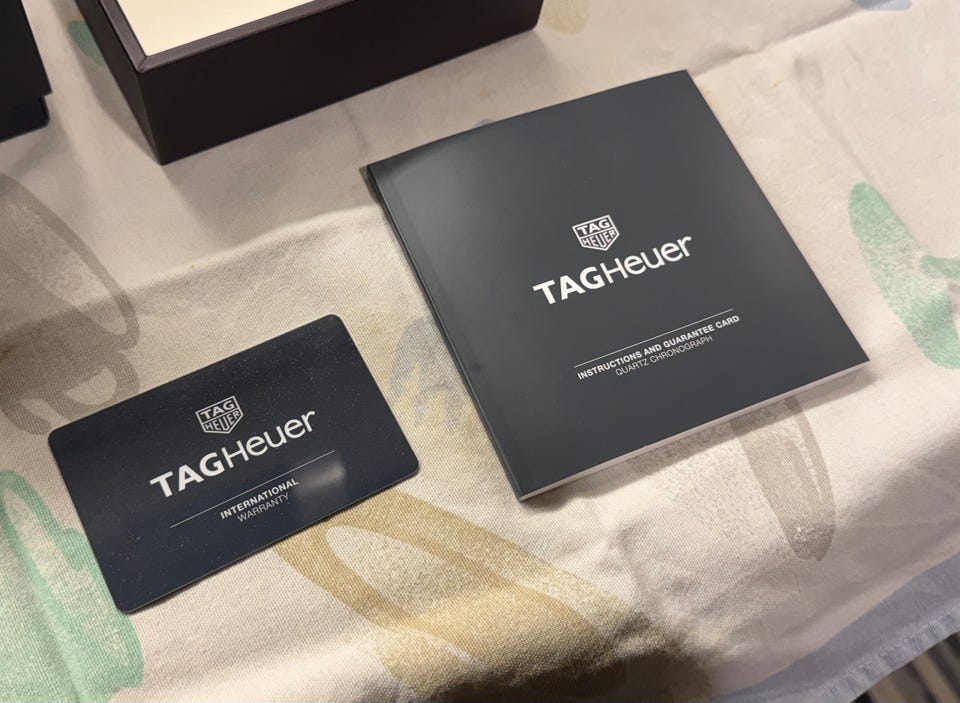 TAG
HEUER
TAGHeuer
INTERNATIONAL
WARRANTY
TAG
HEUER
TAGHeuer
INSTRUCTIONS AND GUARANTEE CARD
QUARTZ CHRONOGRAPH